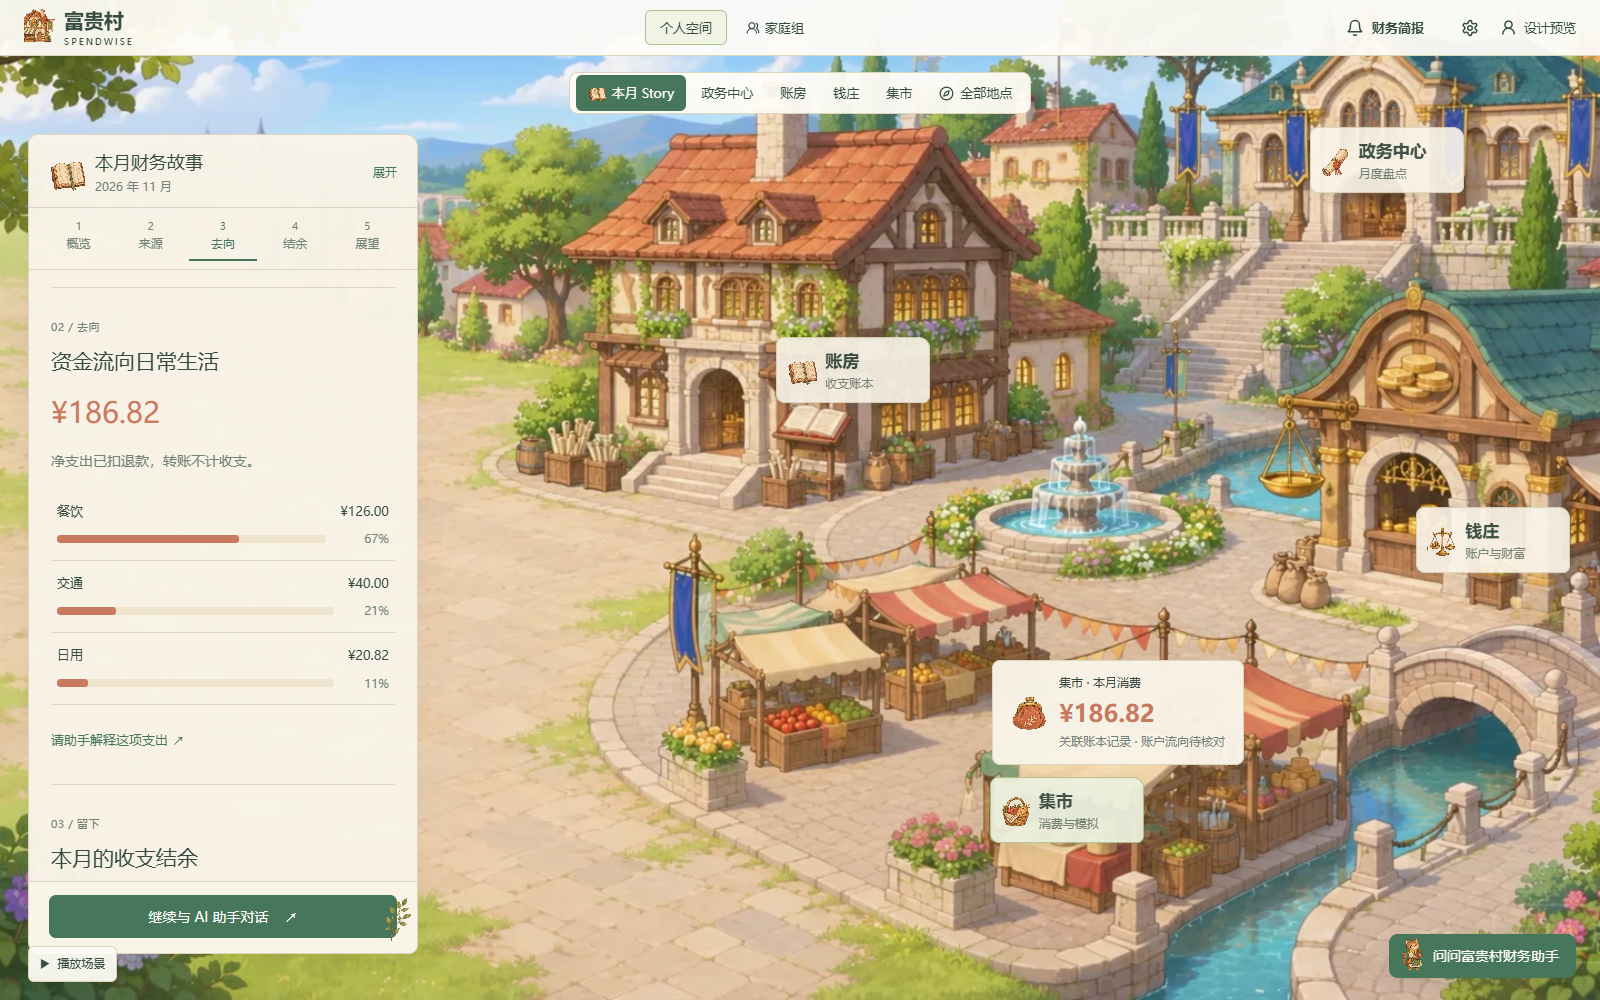 富贵村
SPENDWISE
个人空间
家庭组
财务简报
设计预览
本月 Story
政务中心
账房
钱庄
集市
全部地点
本月财务故事
2026 年 11 月
展开
1
概览
2
来源
3
去向
4
结余
5
展望
02 / 去向
资金流向日常生活
¥186.82
净支出已扣退款，转账不计收支。
餐饮 ¥126.00
67%
交通 ¥40.00
21%
日用 ¥20.82
11%
请助手解释这项支出 ↗
03 / 留下
本月的收支结余
继续与 AI 助手对话 ↗
播放场景
政务中心
月度盘点
账房
收支账本
钱庄
账户与财富
集市 · 本月消费
¥186.82
关联账本记录 · 账户流向待核对
集市
消费与模拟
问问富贵村财务助手